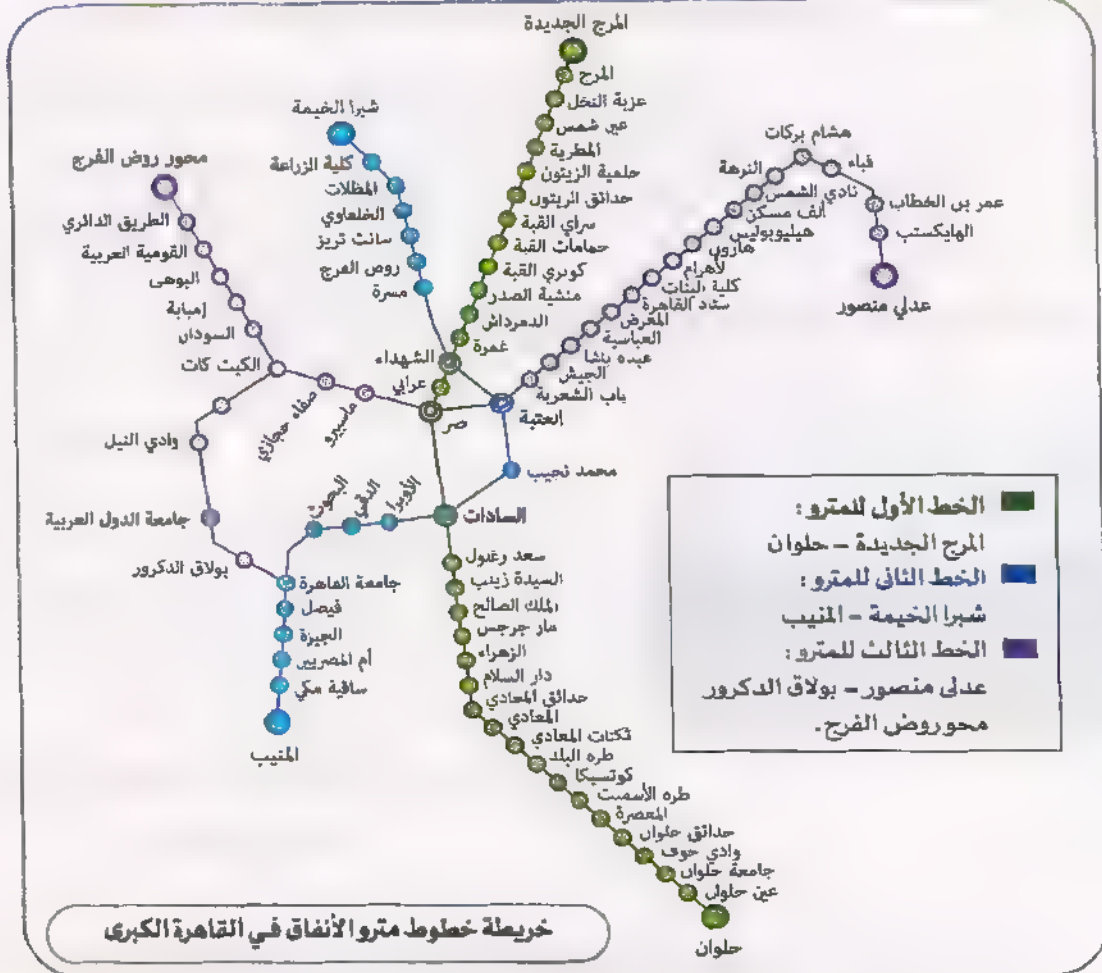 المرج الجديدة
المرج
عزبة النخل
عين شمس
المطرية
حلمية الزيتون
حدائق الزيتون
سراي القبة
حمامات القبة
كوبري القبة
منشية الصدر
الدمرداش
غمرة
الشهداء
عرابي
شبرا الخيمة
كلية الزراعة
المظلات
الخلفاوي
سانت تريز
روض الفرج
مسرة
محور روض الفرج
الطريق الدائري
القومية العربية
البوهى
إمبابة
السودان
الكيت كات
صفاء حجازي
ماسبيرو
وادي النيل
جامعة الدول العربية
بولاق الدكرور
هشام بركات
قباء
عمر بن الخطاب
الهايكستب
عدلي منصور
النزهة
نادي الشمس
ألف مسكن
هيليوبوليس
هارون
لأهرام
كلية البنات
ستاد القاهرة
المعرض
العباسية
عبده باشا
الجيش
باب الشعرية
العتبة
صر
محمد نجيب
السادات
الأوبرا
الدقي
البحوث
جامعة القاهرة
فيصل
الجيزة
أم المصريين
ساقية مكي
المنيب
سعد زغلول
السيدة زينب
الملك الصالح
مار جرجس
الزهراء
دار السلام
حدائق المعادي
المعادي
ثكنات المعادي
طره البلد
كوتسيكا
طره الأسمنت
المعصرة
حدائق حلوان
وادي حوف
جامعة حلوان
عين حلوان
حلوان
الخط الأول للمترو:
المرج الجديدة – حلوان
الخط الثانى للمترو:
شبرا الخيمة – المنيب
الخط الثالث للمترو:
عدلى منصور – بولاق الدكرور
محور روض الفرج.
خريطة خطوط مترو الأنفاق في القاهرة الكبرى